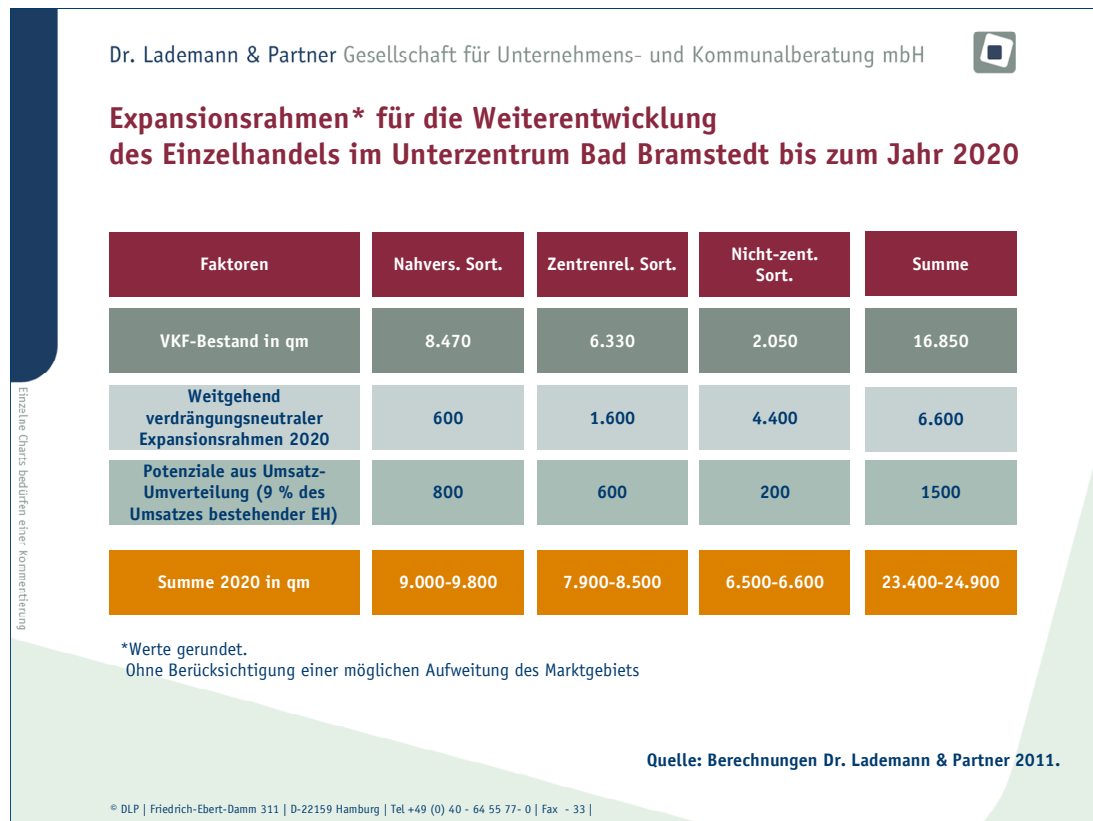 Dr. Lademann & Partner Gesellschaft für Unternehmens- und Kommunalberatung mbH
Expansionsrahmen* für die Weiterentwicklung
des Einzelhandels im Unterzentrum Bad Bramstedt bis zum Jahr 2020
Faktoren
Nahvers. Sort.
Zentrenrel. Sort.
Nicht-zent.
Sort.
Summe
VKF-Bestand in qm
8.470
6.330
2.050
16.850
Weitgehend
verdrängungsneutraler
Expansionsrahmen 2020
600
1.600
4.400
6.600
Potenziale aus Umsatz-
Umverteilung (9 % des
Umsatzes bestehender EH)
800
600
200
1500
Summe 2020 in qm
9.000-9.800
7.900-8.500
6.500-6.600
23.400-24.900
*Werte gerundet.
Ohne Berücksichtigung einer möglichen Aufweitung des Marktgebiets
Einzelne Charts bedürfen einer Kommentierung
Quelle: Berechnungen Dr. Lademann & Partner 2011.
© DLP | Friedrich-Ebert-Damm 311 | D-22159 Hamburg | Tel +49 (0) 40 - 64 55 77- 0 | Fax - 33 |